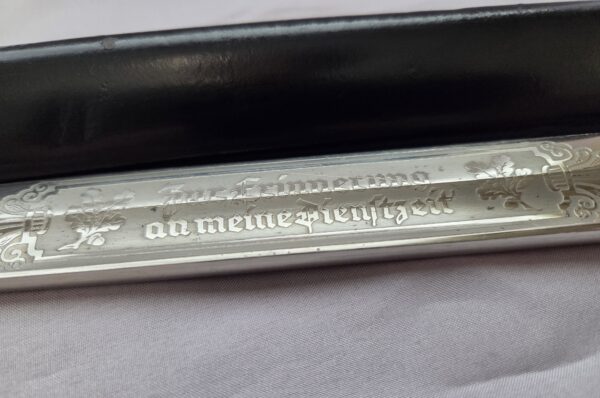 Zur Erinnerung
an meine Dienstzeit